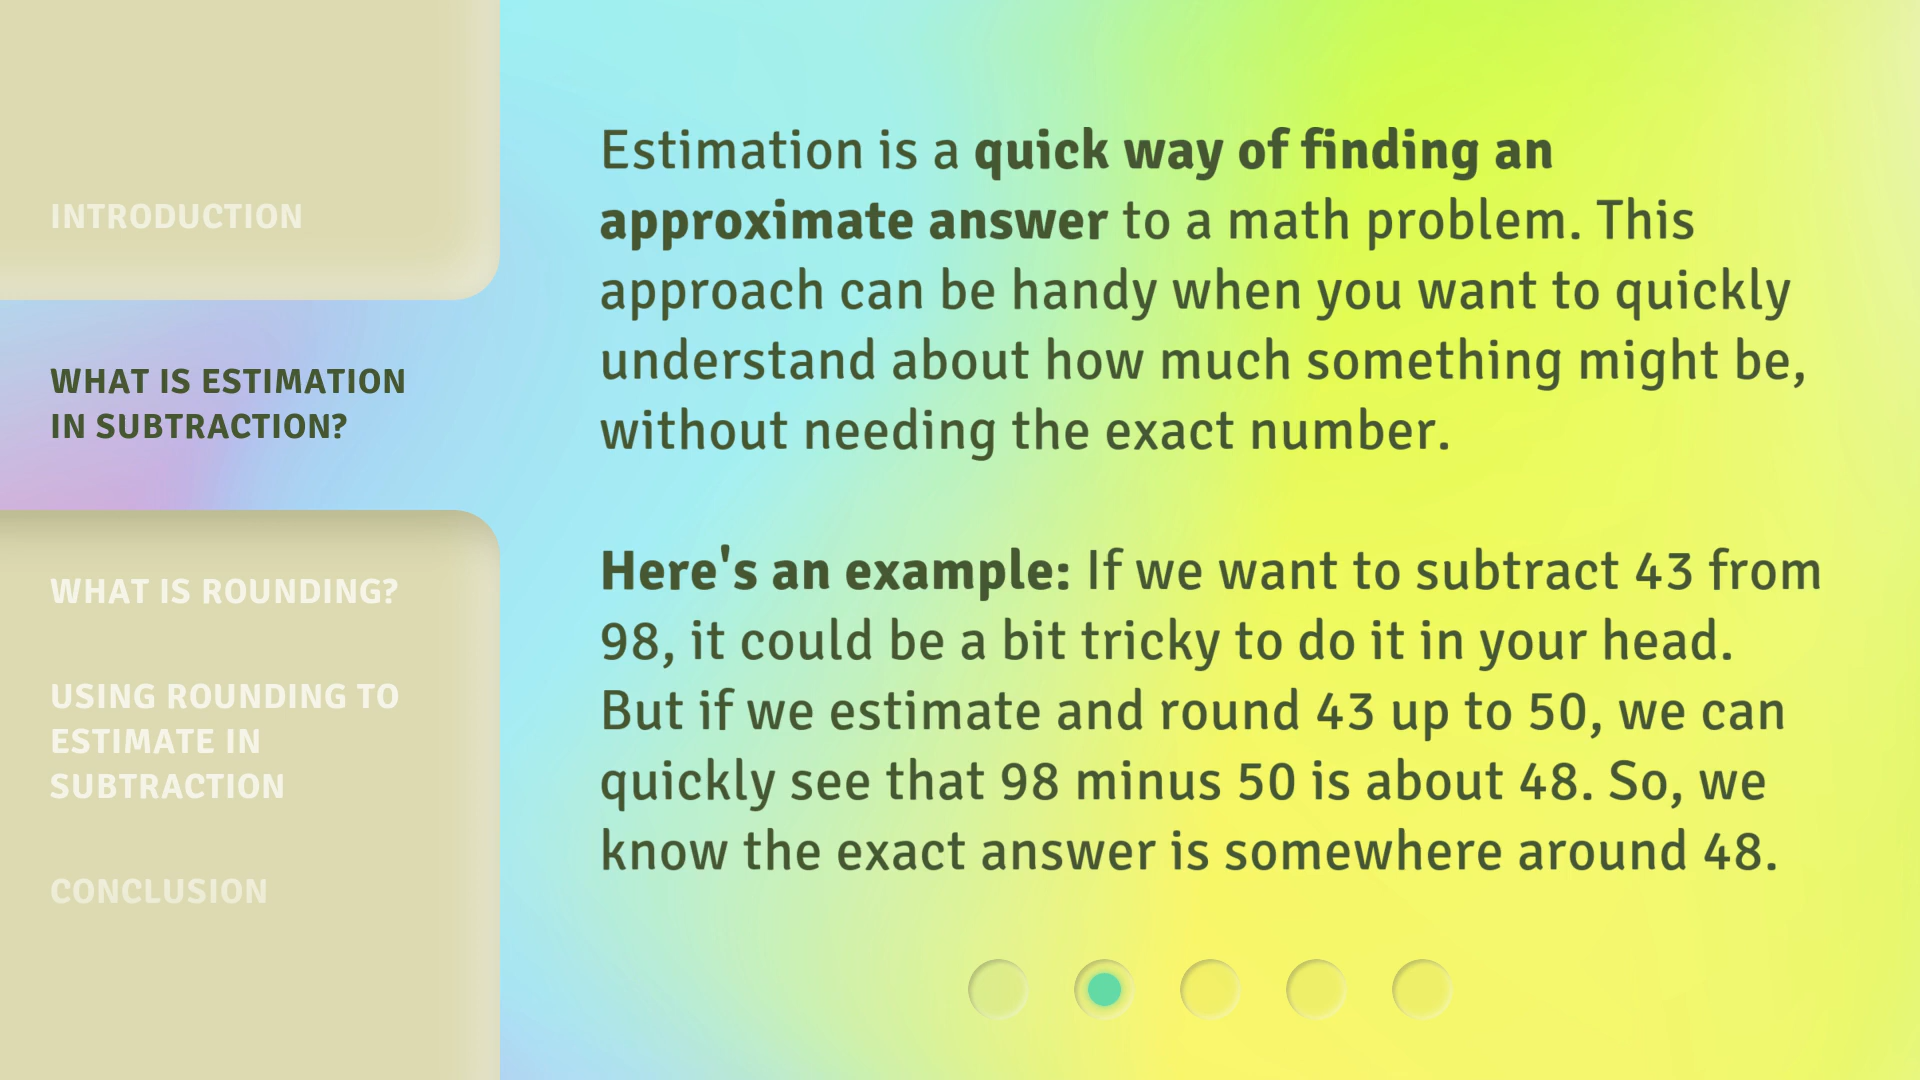 INTRODUCTION
WHAT IS ESTIMATION
IN SUBTRACTION?
WHAT IS ROUNDING?
USING ROUNDING TO
ESTIMATE IN
SUBTRACTION
CONCLUSION
Estimation is a quick way of finding an
approximate answer to a math problem. This
approach can be handy when you want to quickly
understand about how much something might be,
without needing the exact number.
Here's an example: If we want to subtract 43 from
98, it could be a bit tricky to do it in your head.
But if we estimate and round 43 up to 50, we can
quickly see that 98 minus 50 is about 48. So, we
know the exact answer is somewhere around 48.